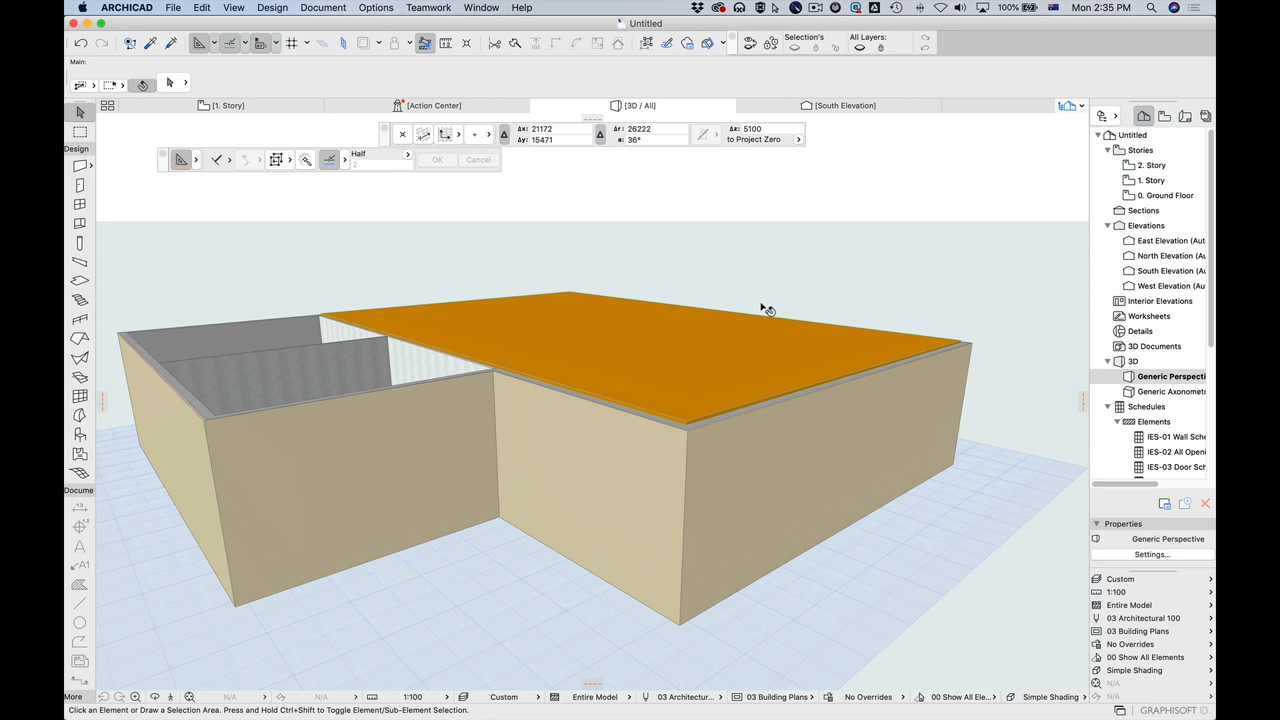 ARCHICAD File Edit View Design Document Options Teamwork Window Help 100% Mon 2:35 PM
Untitled
Selection's All Layers:
Main:
[1. Story] [Action Center] [3D / All] [South Elevation]
Δx: 21172 Δr: 26222 Δz: 5100
Δy: 15471 a: 36° to Project Zero
Half
2 OK Cancel
Design
Docume
More
1.2
A
A1
Untitled
Stories
2. Story
1. Story
0. Ground Floor
Sections
Elevations
East Elevation (Aut
North Elevation (Au
South Elevation (Au
West Elevation (Au
Interior Elevations
Worksheets
Details
3D Documents
3D
Generic Perspecti
Generic Axonomet
Schedules
Elements
IES-01 Wall Sche
IES-02 All Openi
IES-03 Door Sch
Properties
Generic Perspective
Settings...
Custom
1:100
Entire Model
03 Architectural 100
03 Building Plans
No Overrides
00 Show All Elements
Simple Shading
N/A
N/A
N/A N/A 1:100 Custom Entire Model 03 Architectur... 03 Building Plans No Overrides 00 Show All Ele... Simple Shading
Click an Element or Draw a Selection Area. Press and Hold Ctrl+Shift to Toggle Element/Sub-Element Selection. GRAPHISOFT ID